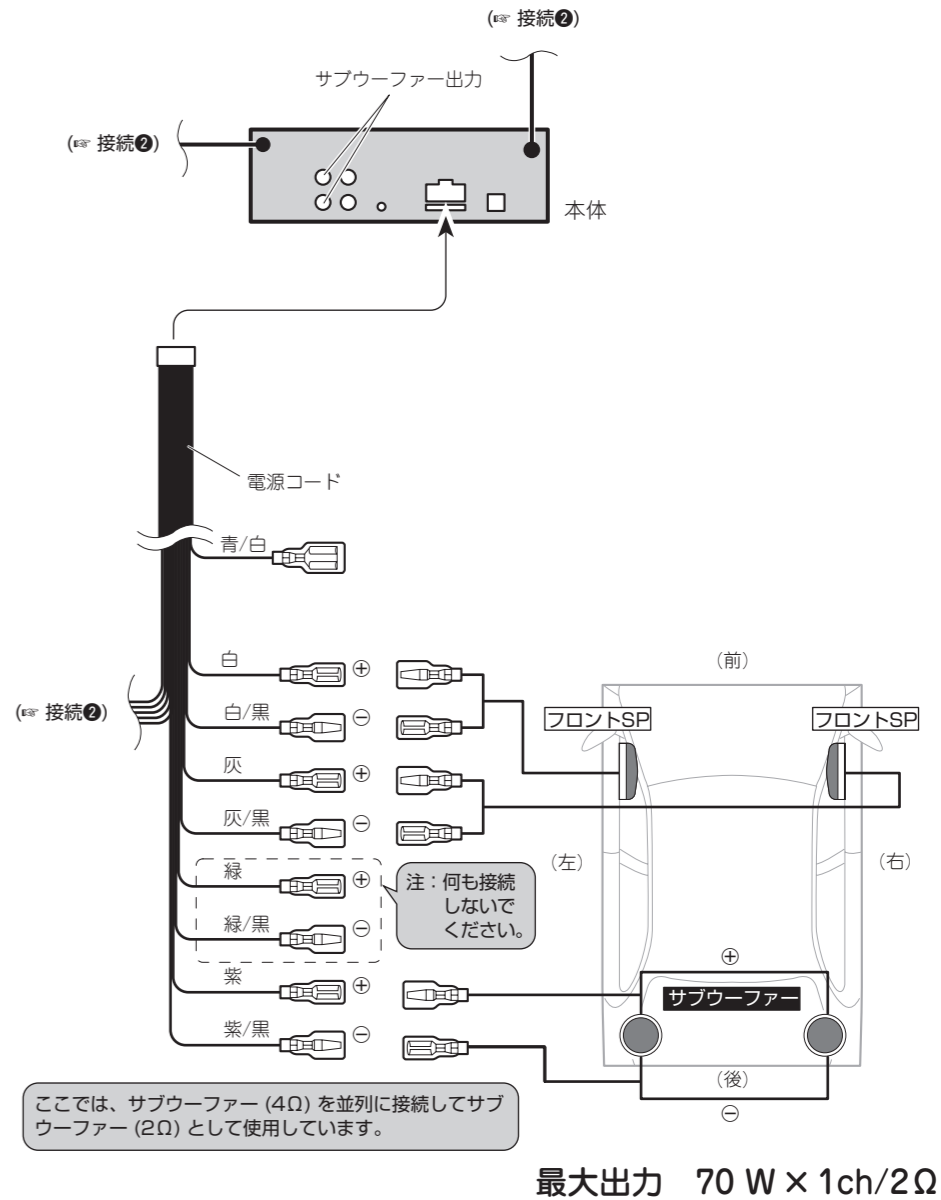 (☞ 接続❷)
サブウーファー出力
(☞ 接続❷)
本体
電源コード
青/白
白
⊕
(前)
(☞ 接続❷)
白/黒
⊖
フロントSP
フロントSP
灰
⊕
灰/黒
⊖
(左)
(右)
緑
⊕
注:何も接続
しないで
ください。
緑/黒
⊖
⊕
紫
⊕
サブウーファー
紫/黒
⊖
(後)
⊖
ここでは、サブウーファー (4Ω) を並列に接続してサブ
ウーファー (2Ω) として使用しています。
最大出力 70 W × 1ch/2Ω